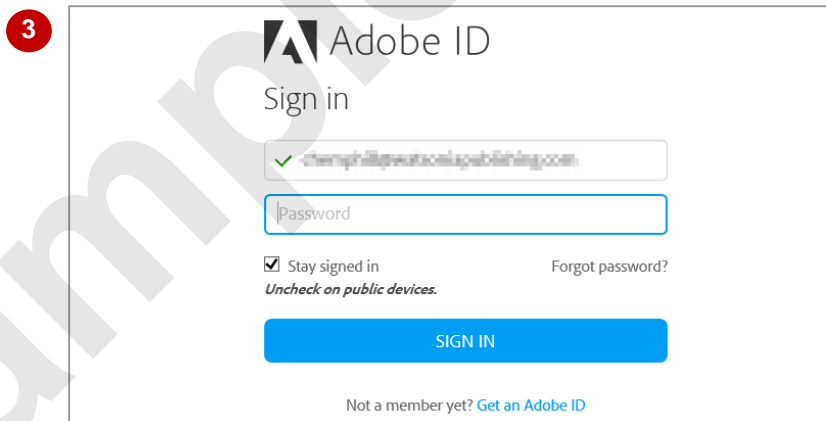 3
Adobe ID
Sign in
Password
Stay signed in Forgot password?
Uncheck on public devices.
SIGN IN
Not a member yet? Get an Adobe ID